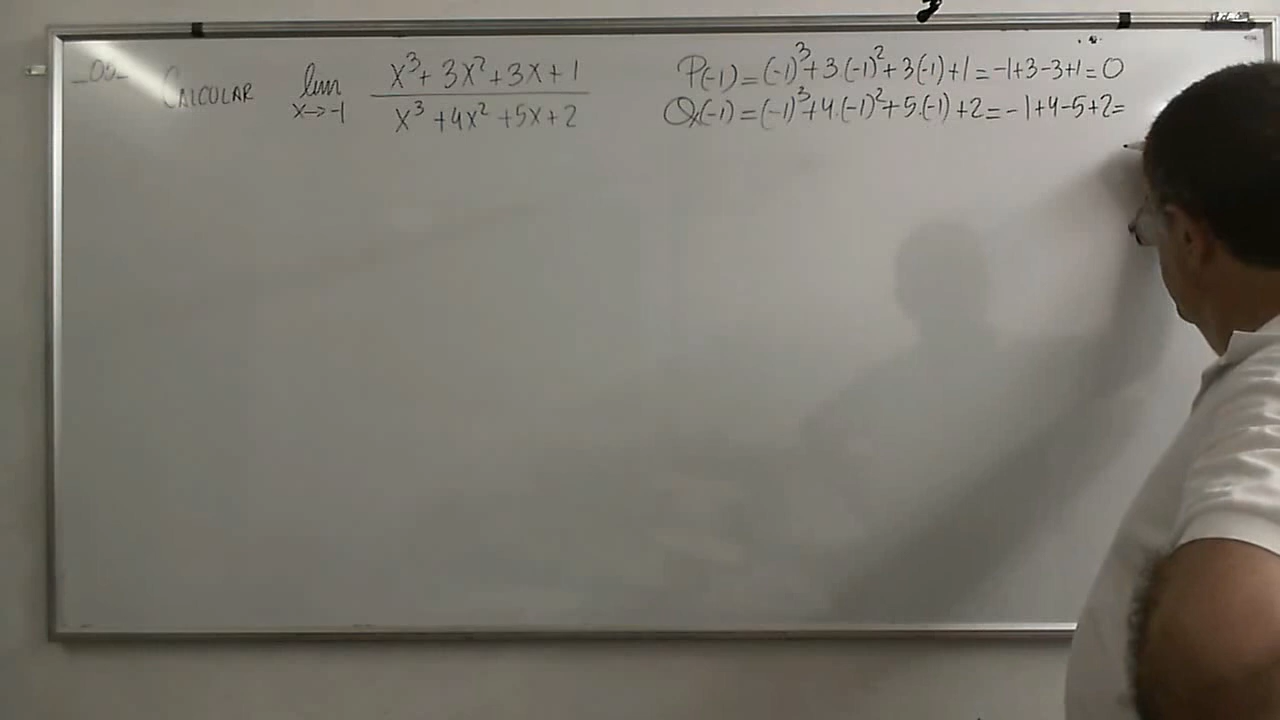 CALCULAR lim x→-1 (x³+3x²+3x+1)/(x³+4x²+5x+2)
P(-1)=(-1)³+3(-1)²+3(-1)+1=-1+3-3+1=0
Q(-1)=(-1)³+4.(-1)²+5.(-1)+2=-1+4-5+2=